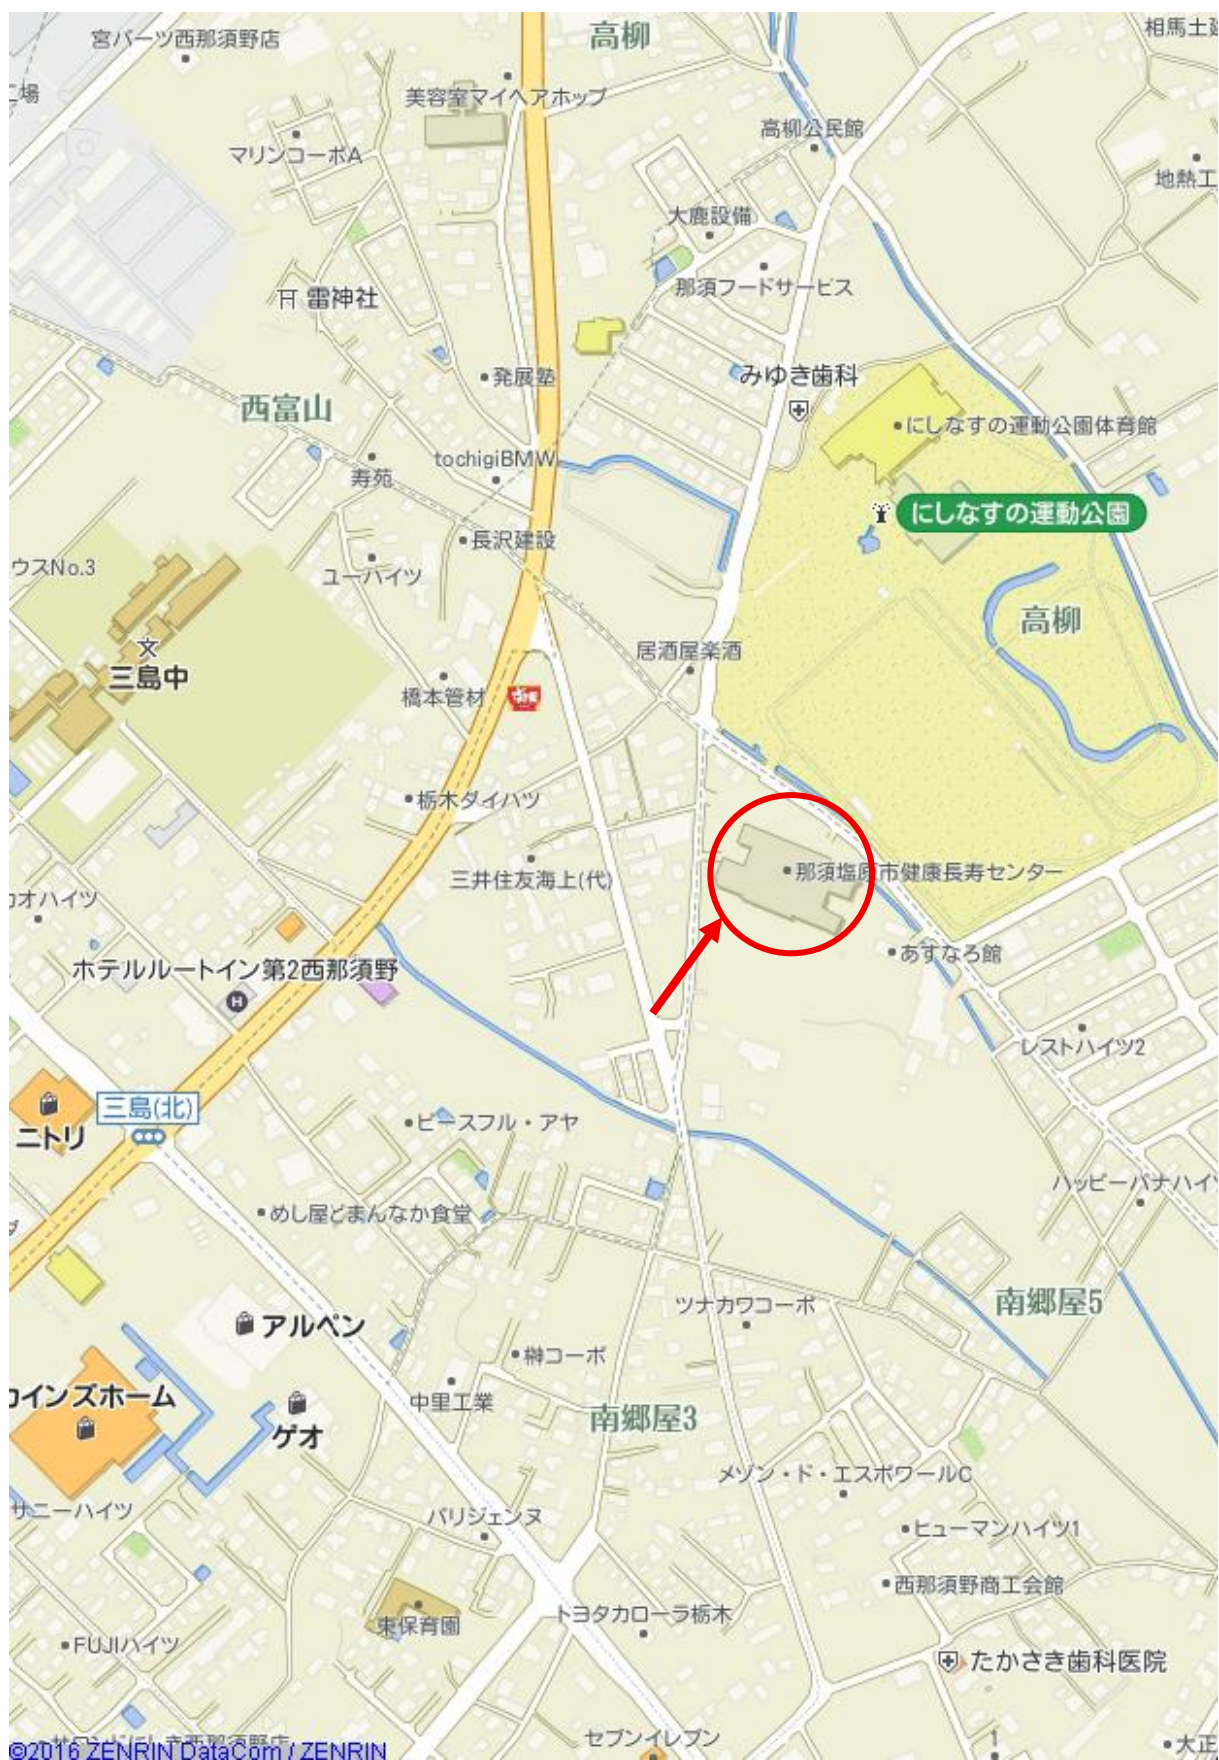 宮パーツ西那須野店
高柳
相馬土建
工場
美容室マイヘアホップ
高柳公民館
マリンコーポA
地熱工
大鹿設備
那須フードサービス
雷神社
発展塾
みゆき歯科
西富山
にしなすの運動公園体育館
tochigiBMW
寿苑
にしなすの運動公園
長沢建設
ウスNo.3
ユーハイツ
文
高柳
居酒屋楽酒
三島中
橋本管材
すき家
栃木ダイハツ
那須塩原市健康長寿センター
三井住友海上(代)
カオハイツ
あすなろ館
ホテルルートイン第2西那須野
H
レストハイツ2
三島(北)
ピースフル・アヤ
ニトリ
ハッピーバナハイツ
めし屋どまんなか食堂
ツナカワコーポ
南郷屋5
アルペン
榊コーポ
カインズホーム
中里工業
南郷屋3
ゲオ
メゾン・ド・エスポワールC
サニーハイツ
パリジェンヌ
ヒューマンハイツ1
西那須野商工会館
東保育園
トヨタカローラ栃木
FUJIハイツ
たかさき歯科医院
セブンイレブン
1
大正
©2016 ZENRIN DataCom / ZENRIN